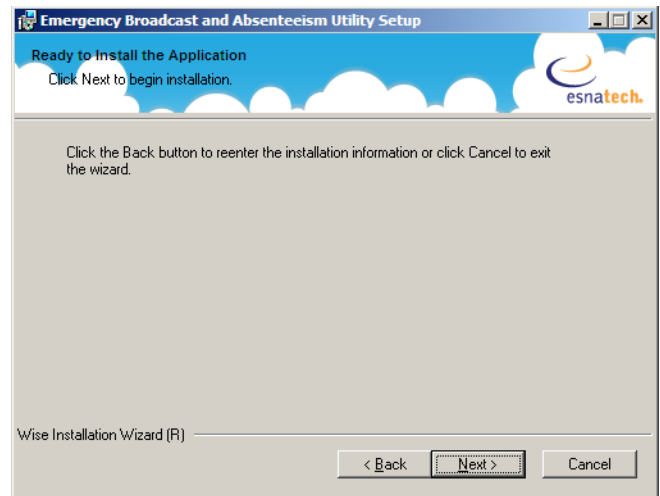 Emergency Broadcast and Absenteeism Utility Setup
Ready to Install the Application
Click Next to begin installation.
esnatech.
Click the Back button to reenter the installation information or click Cancel to exit
the wizard.
Wise Installation Wizard (R)
< Back Next > Cancel